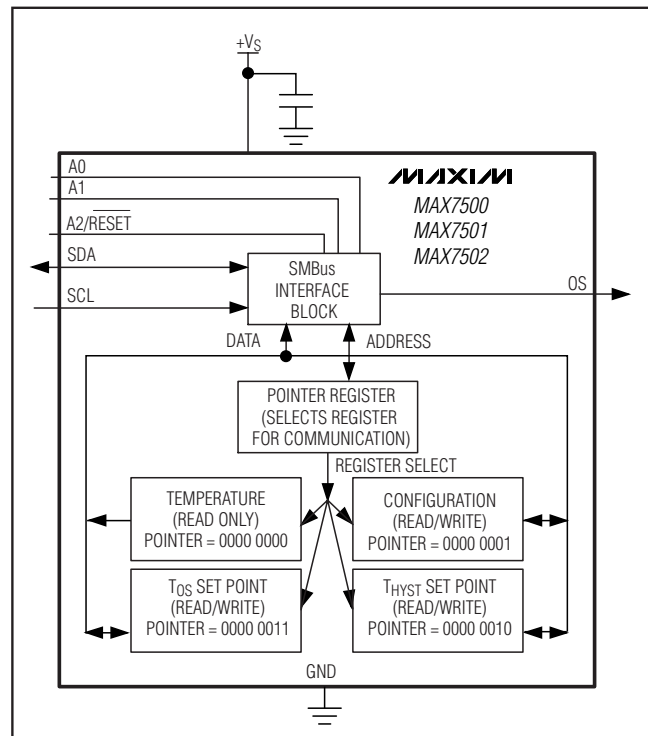 +VS
A0
A1
A2/RESET
SDA
SCL
MAXIM
MAX7500
MAX7501
MAX7502
SMBus
INTERFACE
BLOCK
OS
DATA
ADDRESS
POINTER REGISTER
(SELECTS REGISTER
FOR COMMUNICATION)
REGISTER SELECT
TEMPERATURE
(READ ONLY)
POINTER = 0000 0000
CONFIGURATION
(READ/WRITE)
POINTER = 0000 0001
TOS SET POINT
(READ/WRITE)
POINTER = 0000 0011
THYST SET POINT
(READ/WRITE)
POINTER = 0000 0010
GND